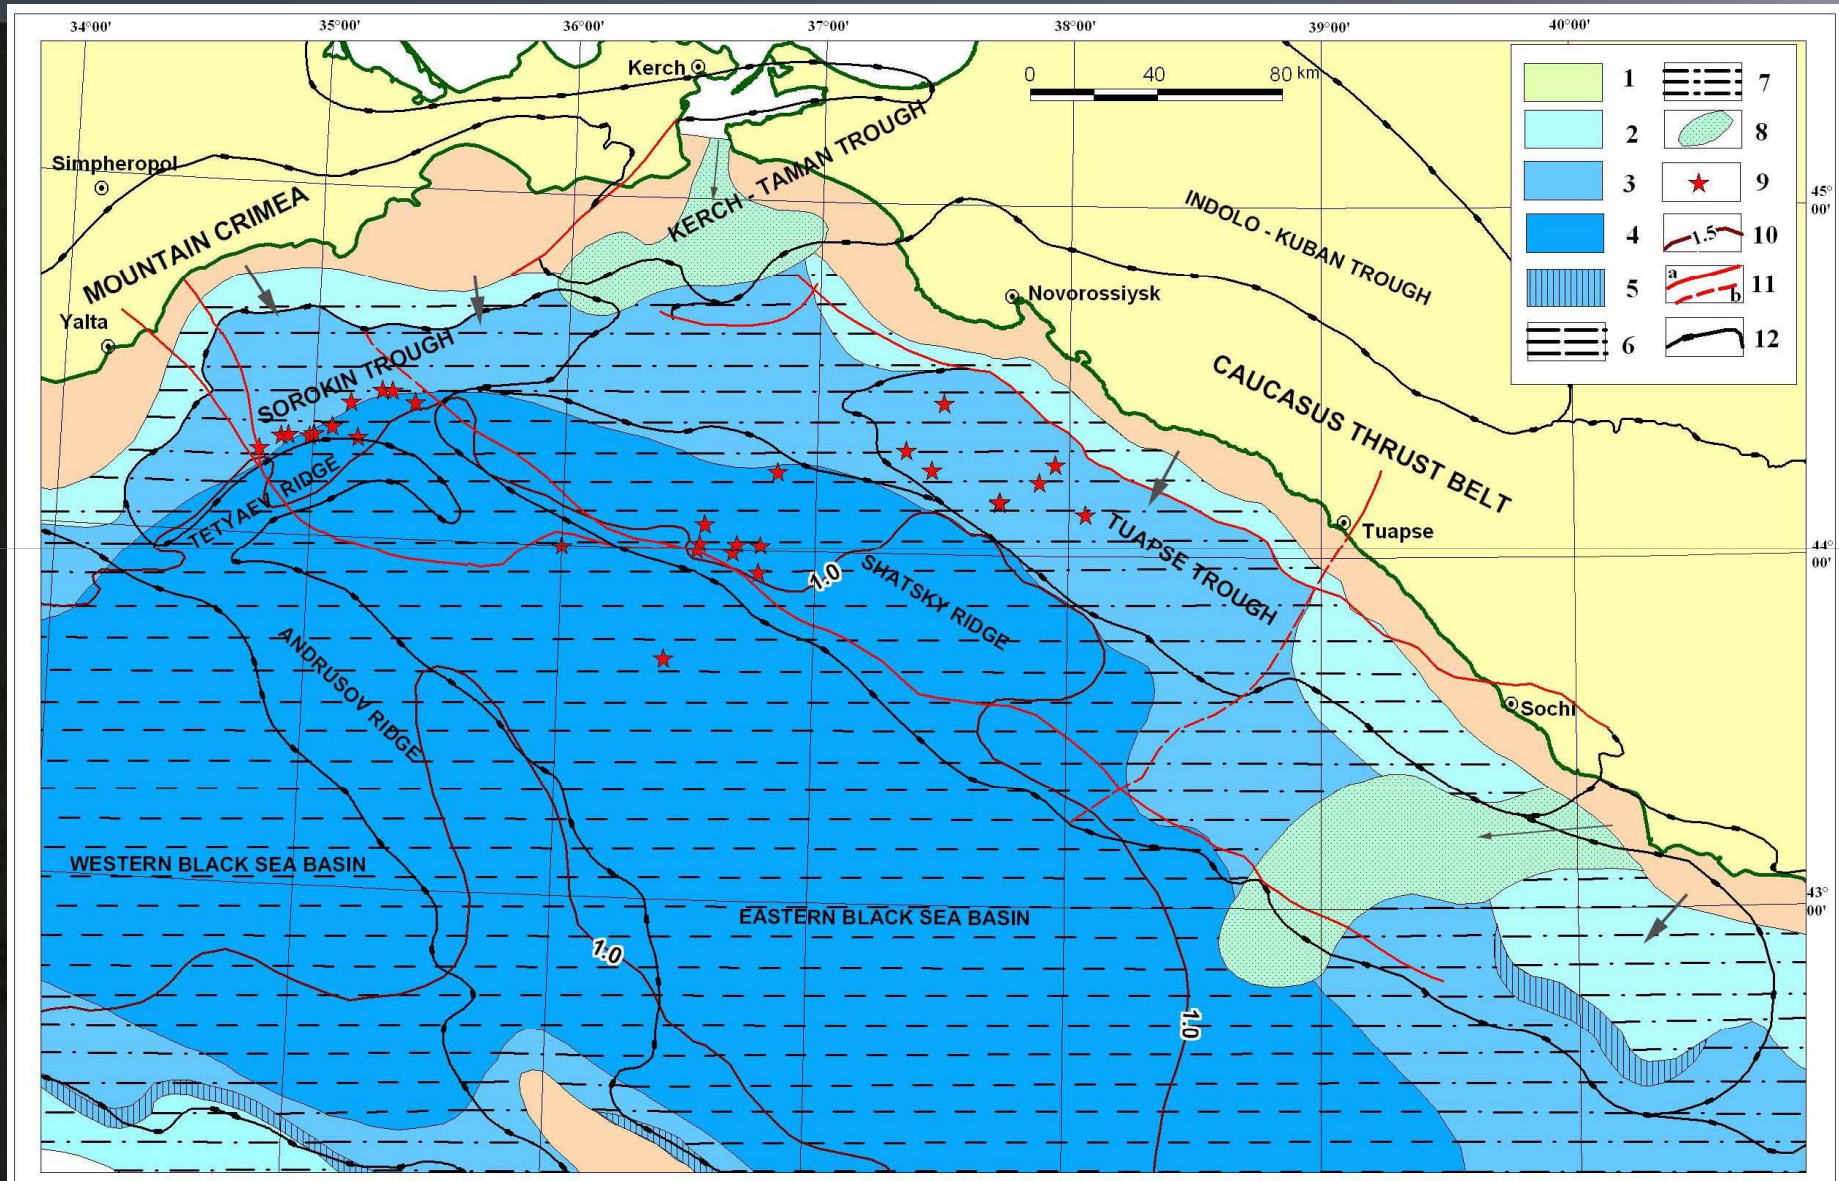 34°00' 35°00' 36°00' 37°00' 38°00' 39°00' 40°00'
Kerch
0 40 80 km
1 7
2 8
3 9
4 1.5 10
5 a b 11
6 12
Simpheropol
KERCH - TAMAN TROUGH
45°
00'
MOUNTAIN CRIMEA
INDOLO - KUBAN TROUGH
Yalta
Novorossiysk
SOROKIN TROUGH
CAUCASUS THRUST BELT
TETYAEV RIDGE
Tuapse
TUAPSE TROUGH
44°
00'
1.0
SHATSKY RIDGE
ANDRUSOV RIDGE
Sochi
WESTERN BLACK SEA BASIN
43°
00'
EASTERN BLACK SEA BASIN
1.0
1.0